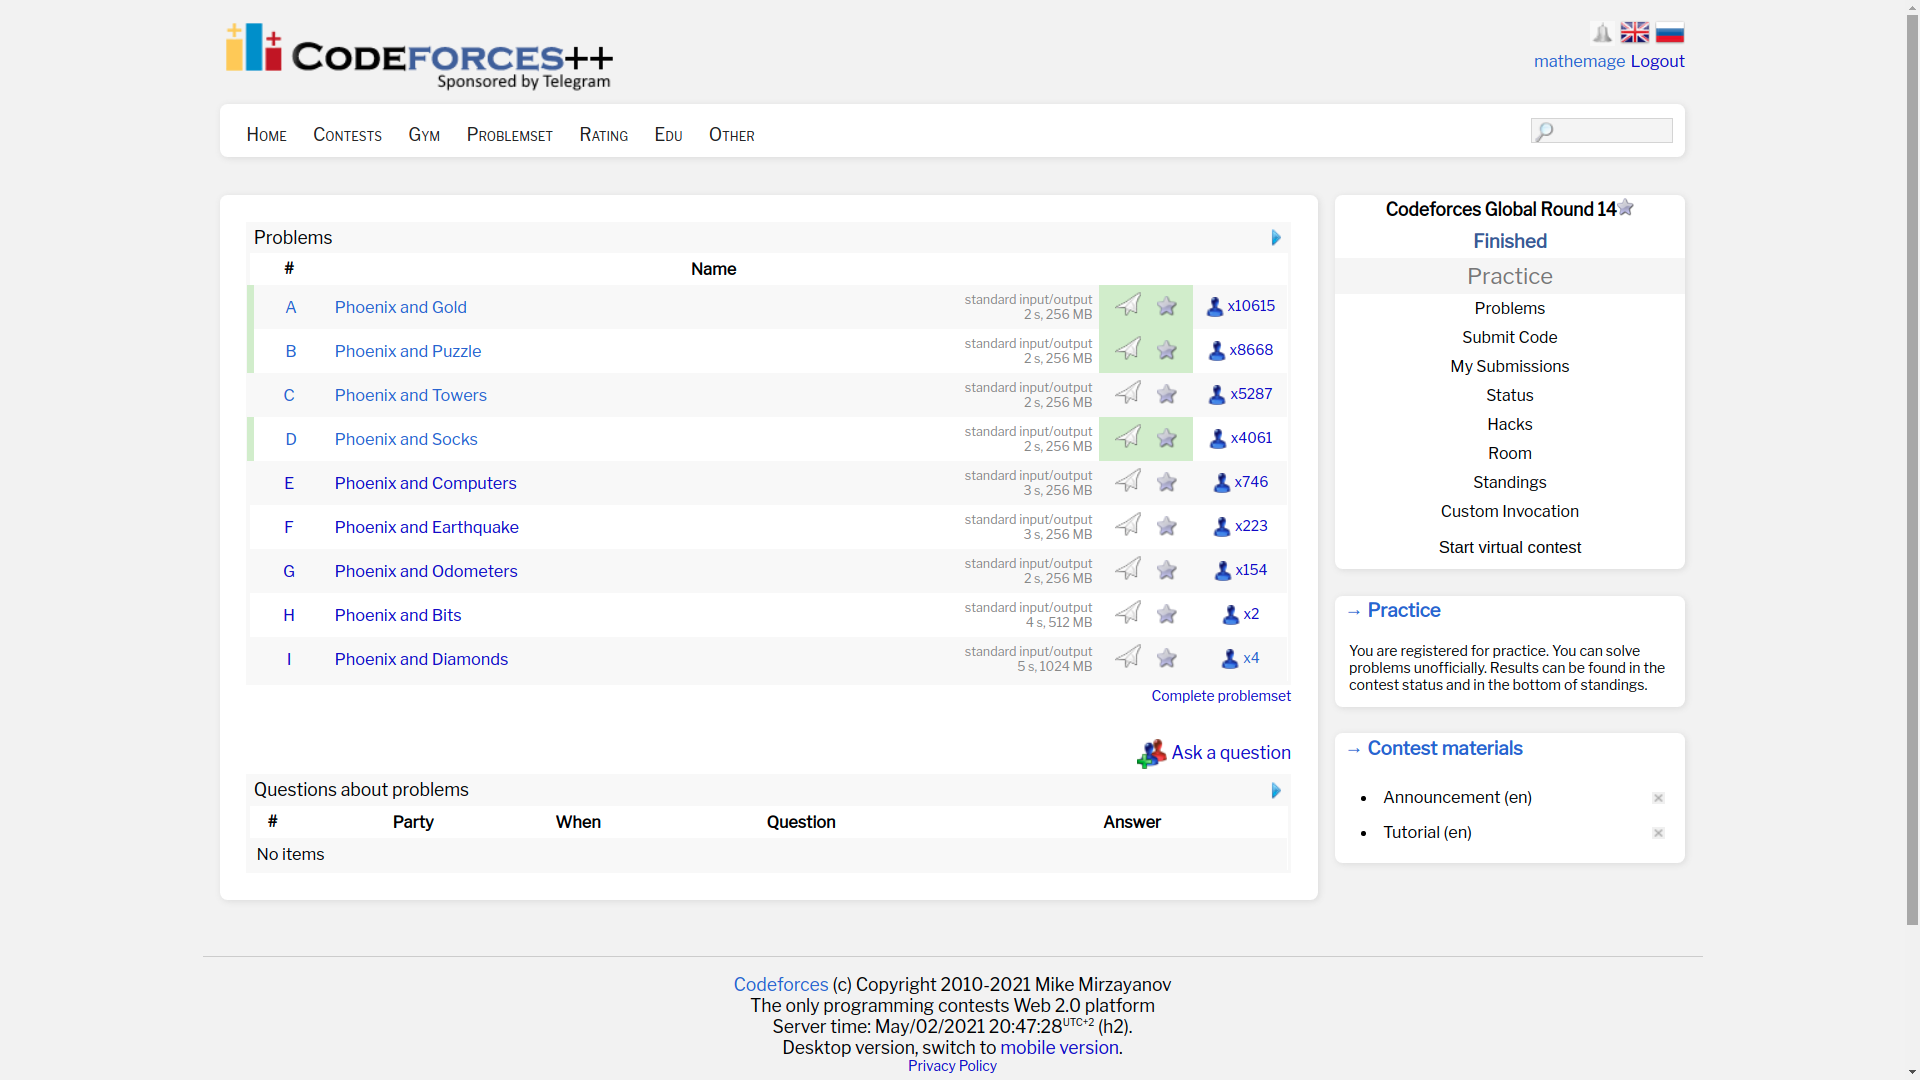 CODEFORCES++
Sponsored by Telegram
mathemage Logout
HOME CONTESTS GYM PROBLEMSET RATING EDU OTHER
Problems
# Name
A Phoenix and Gold standard input/output 2 s, 256 MB x10615
B Phoenix and Puzzle standard input/output 2 s, 256 MB x8668
C Phoenix and Towers standard input/output 2 s, 256 MB x5287
D Phoenix and Socks standard input/output 2 s, 256 MB x4061
E Phoenix and Computers standard input/output 3 s, 256 MB x746
F Phoenix and Earthquake standard input/output 3 s, 256 MB x223
G Phoenix and Odometers standard input/output 2 s, 256 MB x154
H Phoenix and Bits standard input/output 4 s, 512 MB x2
I Phoenix and Diamonds standard input/output 5 s, 1024 MB x4
Complete problemset
Ask a question
Questions about problems
# Party When Question Answer
No items
Codeforces Global Round 14
Finished
Practice
Problems
Submit Code
My Submissions
Status
Hacks
Room
Standings
Custom Invocation
Start virtual contest
→ Practice
You are registered for practice. You can solve
problems unofficially. Results can be found in the
contest status and in the bottom of standings.
→ Contest materials
• Announcement (en)
• Tutorial (en)
Codeforces (c) Copyright 2010-2021 Mike Mirzayanov
The only programming contests Web 2.0 platform
Server time: May/02/2021 20:47:28 UTC+2 (h2).
Desktop version, switch to mobile version.
Privacy Policy